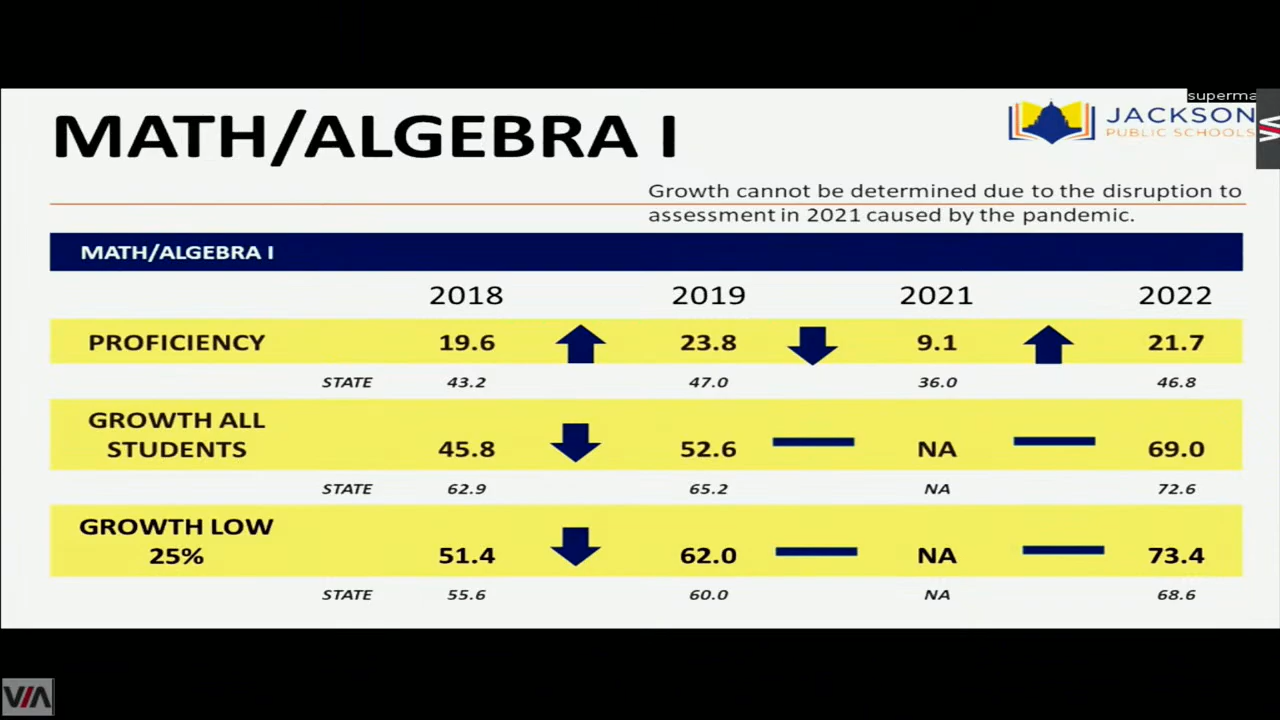 superma
MATH/ALGEBRA I
JACKSON
PUBLIC SCHOOLS
Growth cannot be determined due to the disruption to
assessment in 2021 caused by the pandemic.
MATH/ALGEBRA I
2018 2019 2021 2022
PROFICIENCY 19.6 23.8 9.1 21.7
STATE 43.2 47.0 36.0 46.8
GROWTH ALL
STUDENTS 45.8 52.6 NA 69.0
STATE 62.9 65.2 NA 72.6
GROWTH LOW
25% 51.4 62.0 NA 73.4
STATE 55.6 60.0 NA 68.6
VIA